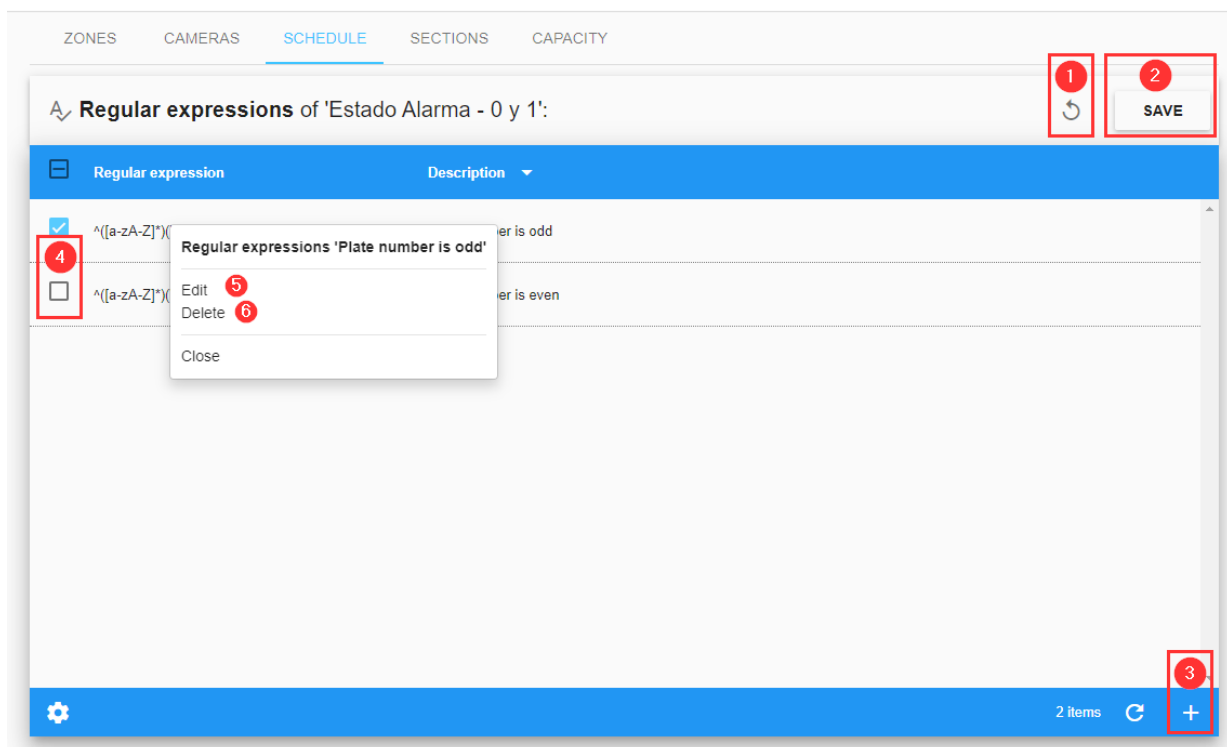 ZONES CAMERAS SCHEDULE SECTIONS CAPACITY
1 2
Regular expressions of 'Estado Alarma - 0 y 1': SAVE
Regular expression Description
^([a-zA-Z]*)( er is odd
Regular expressions 'Plate number is odd'
4
^([a-zA-Z]*)( er is even
Edit 5
Delete 6
Close
3
2 items